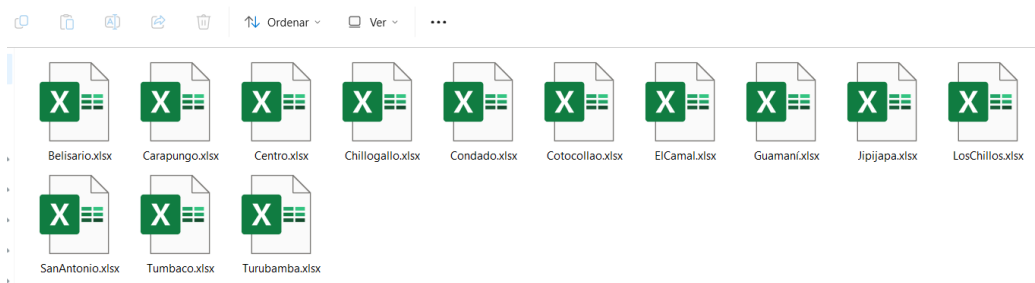 Ordenar Ver
Belisario.xlsx Carapungo.xlsx Centro.xlsx Chillogallo.xlsx Condado.xlsx Cotocollao.xlsx ElCamal.xlsx Guamaní.xlsx Jipijapa.xlsx LosChillos.xlsx
SanAntonio.xlsx Tumbaco.xlsx Turubamba.xlsx